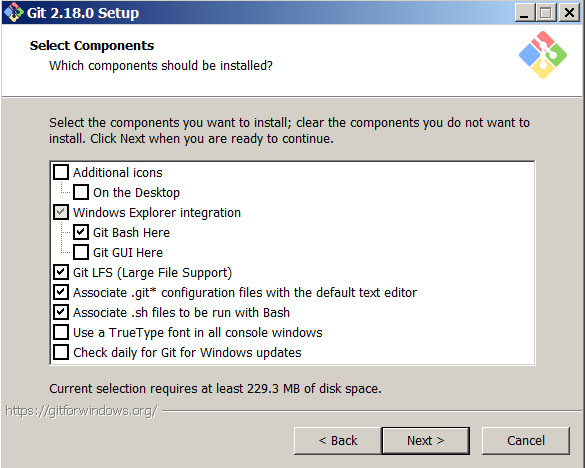 Git 2.18.0 Setup
Select Components
Which components should be installed?
Select the components you want to install; clear the components you do not want to
install. Click Next when you are ready to continue.
Additional icons
On the Desktop
Windows Explorer integration
Git Bash Here
Git GUI Here
Git LFS (Large File Support)
Associate .git* configuration files with the default text editor
Associate .sh files to be run with Bash
Use a TrueType font in all console windows
Check daily for Git for Windows updates
Current selection requires at least 229.3 MB of disk space.
https://gitforwindows.org/
< Back
Next >
Cancel